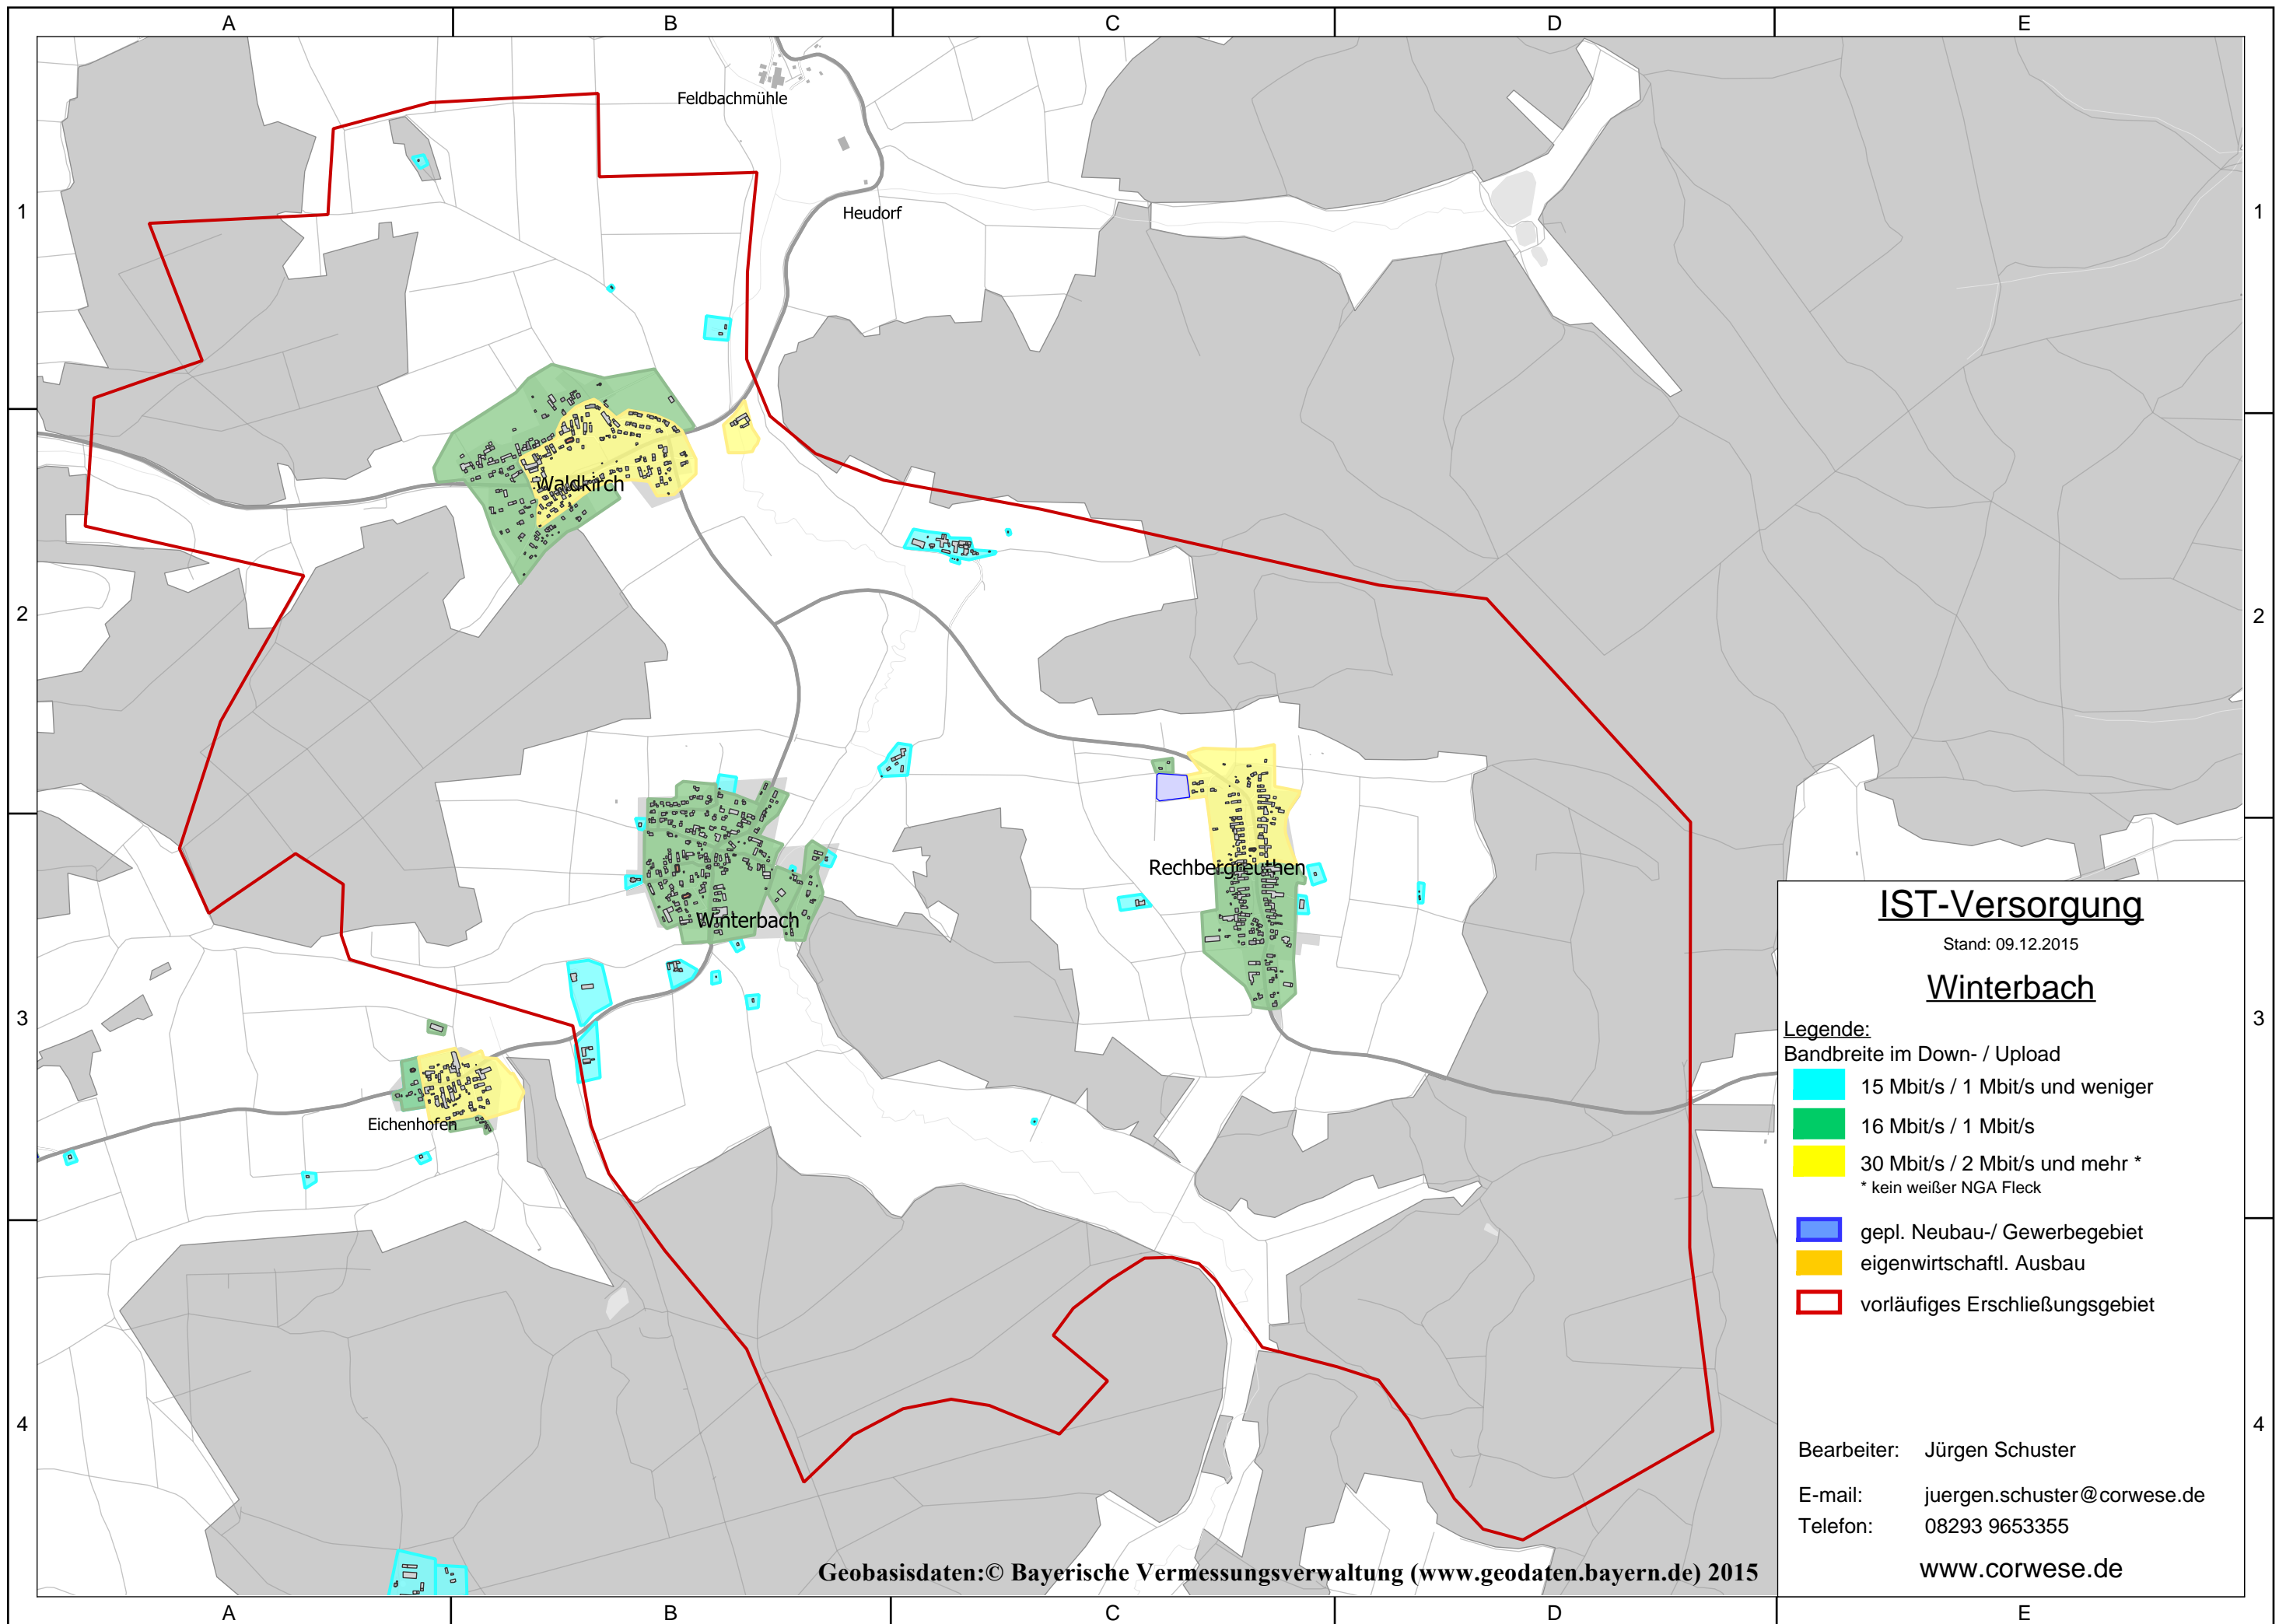 A B C D E
Feldbachmühle
1 1
Heudorf
Waldkirch
2 2
Rechbergreuthen
Winterbach
IST-Versorgung
Stand: 09.12.2015
Winterbach
3 3
Legende:
Bandbreite im Down- / Upload
15 Mbit/s / 1 Mbit/s und weniger
16 Mbit/s / 1 Mbit/s
Eichenhofen
30 Mbit/s / 2 Mbit/s und mehr *
* kein weißer NGA Fleck
gepl. Neubau-/ Gewerbegebiet
eigenwirtschaftl. Ausbau
vorläufiges Erschließungsgebiet
4 4
Bearbeiter: Jürgen Schuster
E-mail: juergen.schuster@corwese.de
Telefon: 08293 9653355
www.corwese.de
Geobasisdaten:© Bayerische Vermessungsverwaltung (www.geodaten.bayern.de) 2015
A B C D E